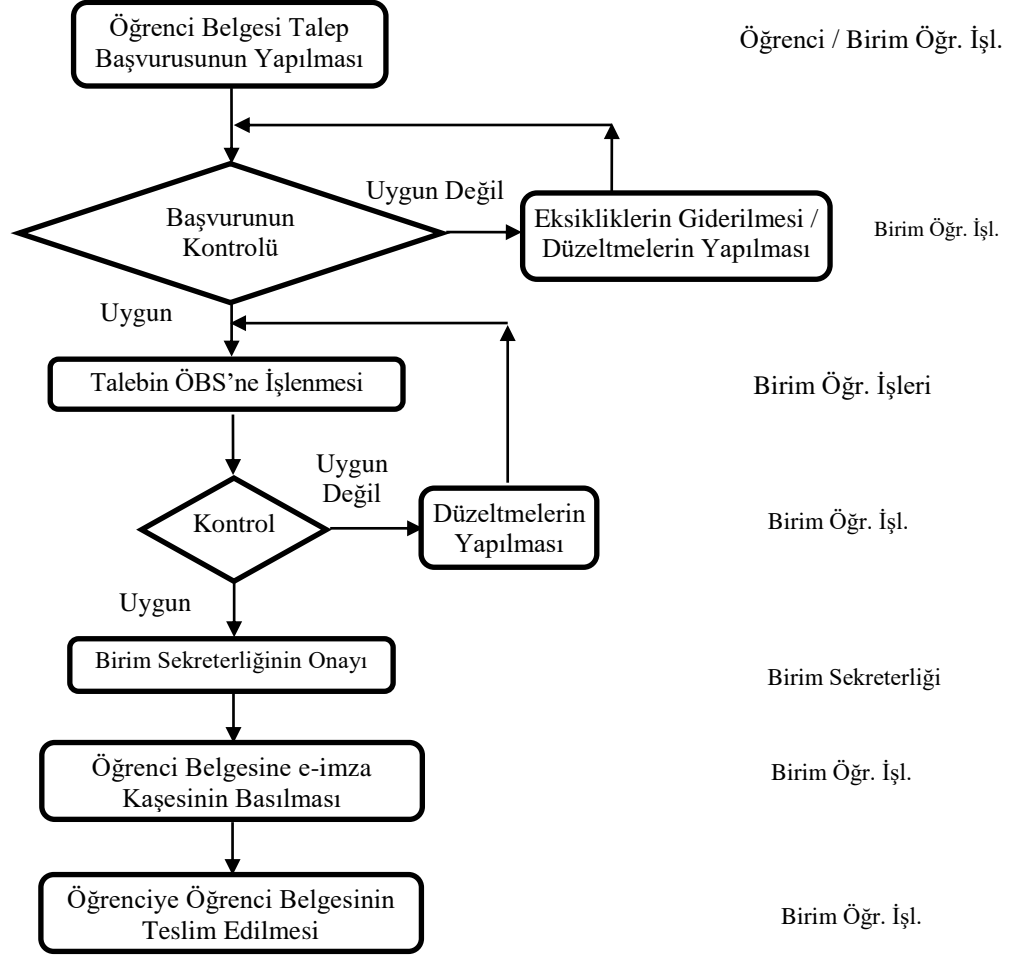 Öğrenci Belgesi Talep
Başvurusunun Yapılması
Öğrenci / Birim Öğr. İşl.
Uygun Değil
Başvurunun
Kontrolü
Eksikliklerin Giderilmesi /
Düzeltmelerin Yapılması
Birim Öğr. İşl.
Uygun
Talebin ÖBS’ne İşlenmesi
Birim Öğr. İşleri
Uygun
Değil
Kontrol
Düzeltmelerin
Yapılması
Birim Öğr. İşl.
Uygun
Birim Sekreterliğinin Onayı
Birim Sekreterliği
Öğrenci Belgesine e-imza
Kaşesinin Basılması
Birim Öğr. İşl.
Öğrenciye Öğrenci Belgesinin
Teslim Edilmesi
Birim Öğr. İşl.